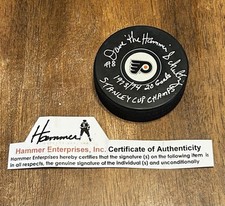 #8 Dave "the Hammer" Schultz
1973/74 20 Goals
STANLEY CUP CHAMPS
Hammer
Hammer Enterprises, Inc. Certificate of Authenticity
Hammer Enterprises hereby certifies that the signature (s) on the following item is
in all respects, the genuine signature of the individual (s) and unconditionally